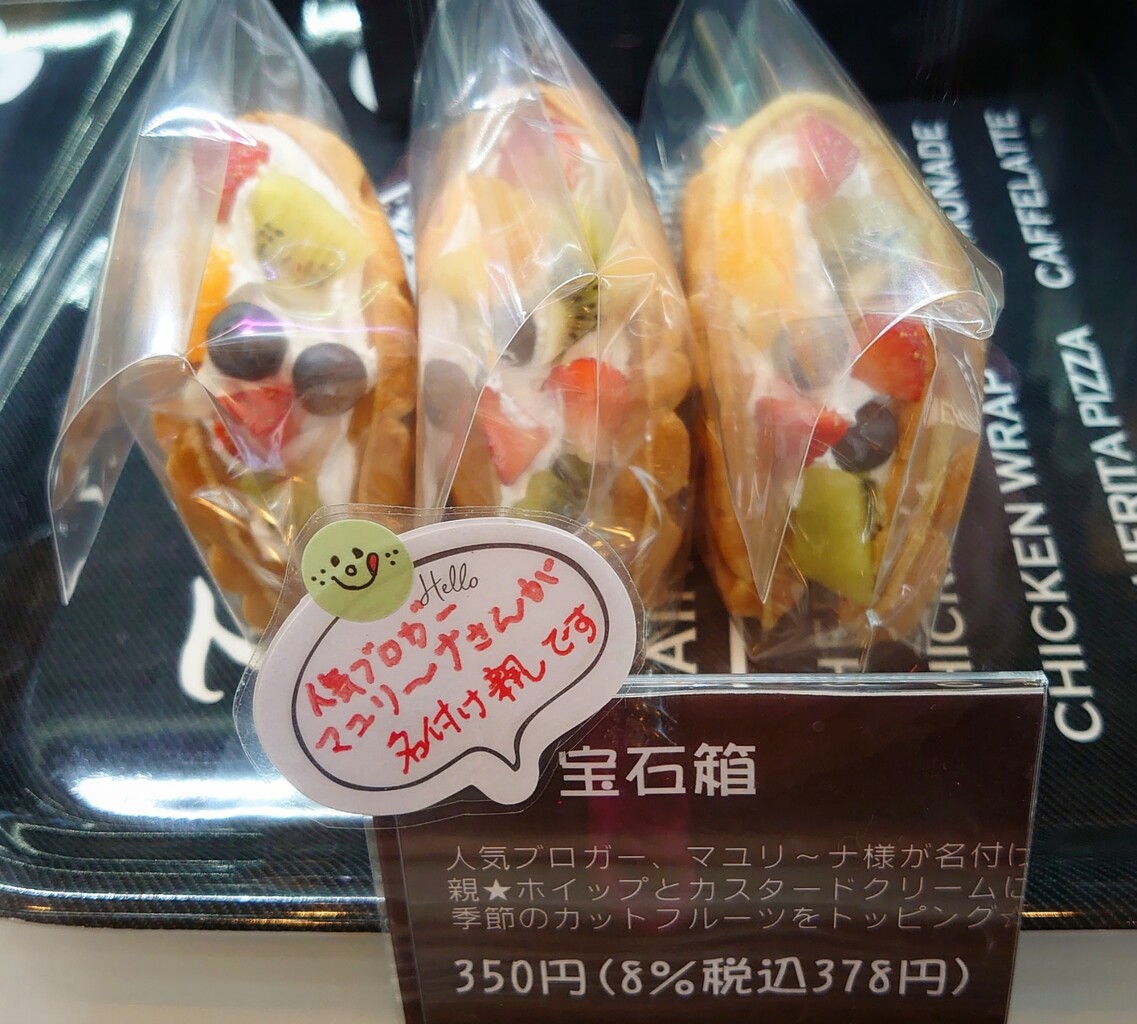 CAFFELATTE
CHICKEN WRAP
Hello
人気ブロガー
マユリ～ナさんが
名付け親です
宝石箱
人気ブロガー、マユリ～ナ様が名付け
親★ホイップとカスタードクリームに
季節のカットフルーツをトッピング
350円(8%税込378円)